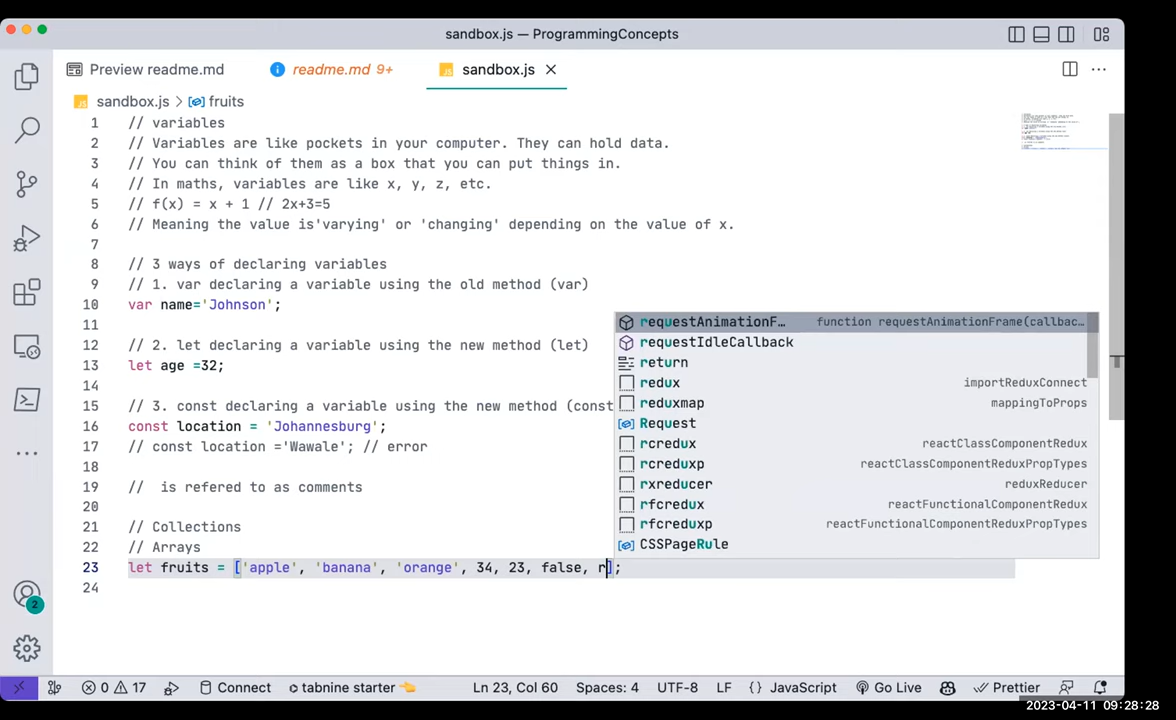 sandbox.js — ProgrammingConcepts
Preview readme.md
readme.md 9+
sandbox.js
sandbox.js > fruits
1 // variables
2 // Variables are like pockets in your computer. They can hold data.
3 // You can think of them as a box that you can put things in.
4 // In maths, variables are like x, y, z, etc.
5 // f(x) = x + 1 // 2x+3=5
6 // Meaning the value is'varying' or 'changing' depending on the value of x.
7
8 // 3 ways of declaring variables
9 // 1. var declaring a variable using the old method (var)
10 var name='Johnson';
11
12 // 2. let declaring a variable using the new method (let)
13 let age =32;
14
15 // 3. const declaring a variable using the new method (const
16 const location = 'Johannesburg';
17 // const location ='Wawale'; // error
18
19 //  is refered to as comments
20
21 // Collections
22 // Arrays
23 let fruits = ['apple', 'banana', 'orange', 34, 23, false, r];
24
requestAnimationF… function requestAnimationFrame(callbac…
requestIdleCallback
return
redux importReduxConnect
reduxmap mappingToProps
Request
rcredux reactClassComponentRedux
rcreduxp reactClassComponentReduxPropTypes
rxreducer reduxReducer
rfcredux reactFunctionalComponentRedux
rfcreduxp reactFunctionalComponentReduxPropTypes
CSSPageRule
2
0 17 Connect tabnine starter Ln 23, Col 60 Spaces: 4 UTF-8 LF {} JavaScript Go Live Prettier
2023-04-11 09:28:28